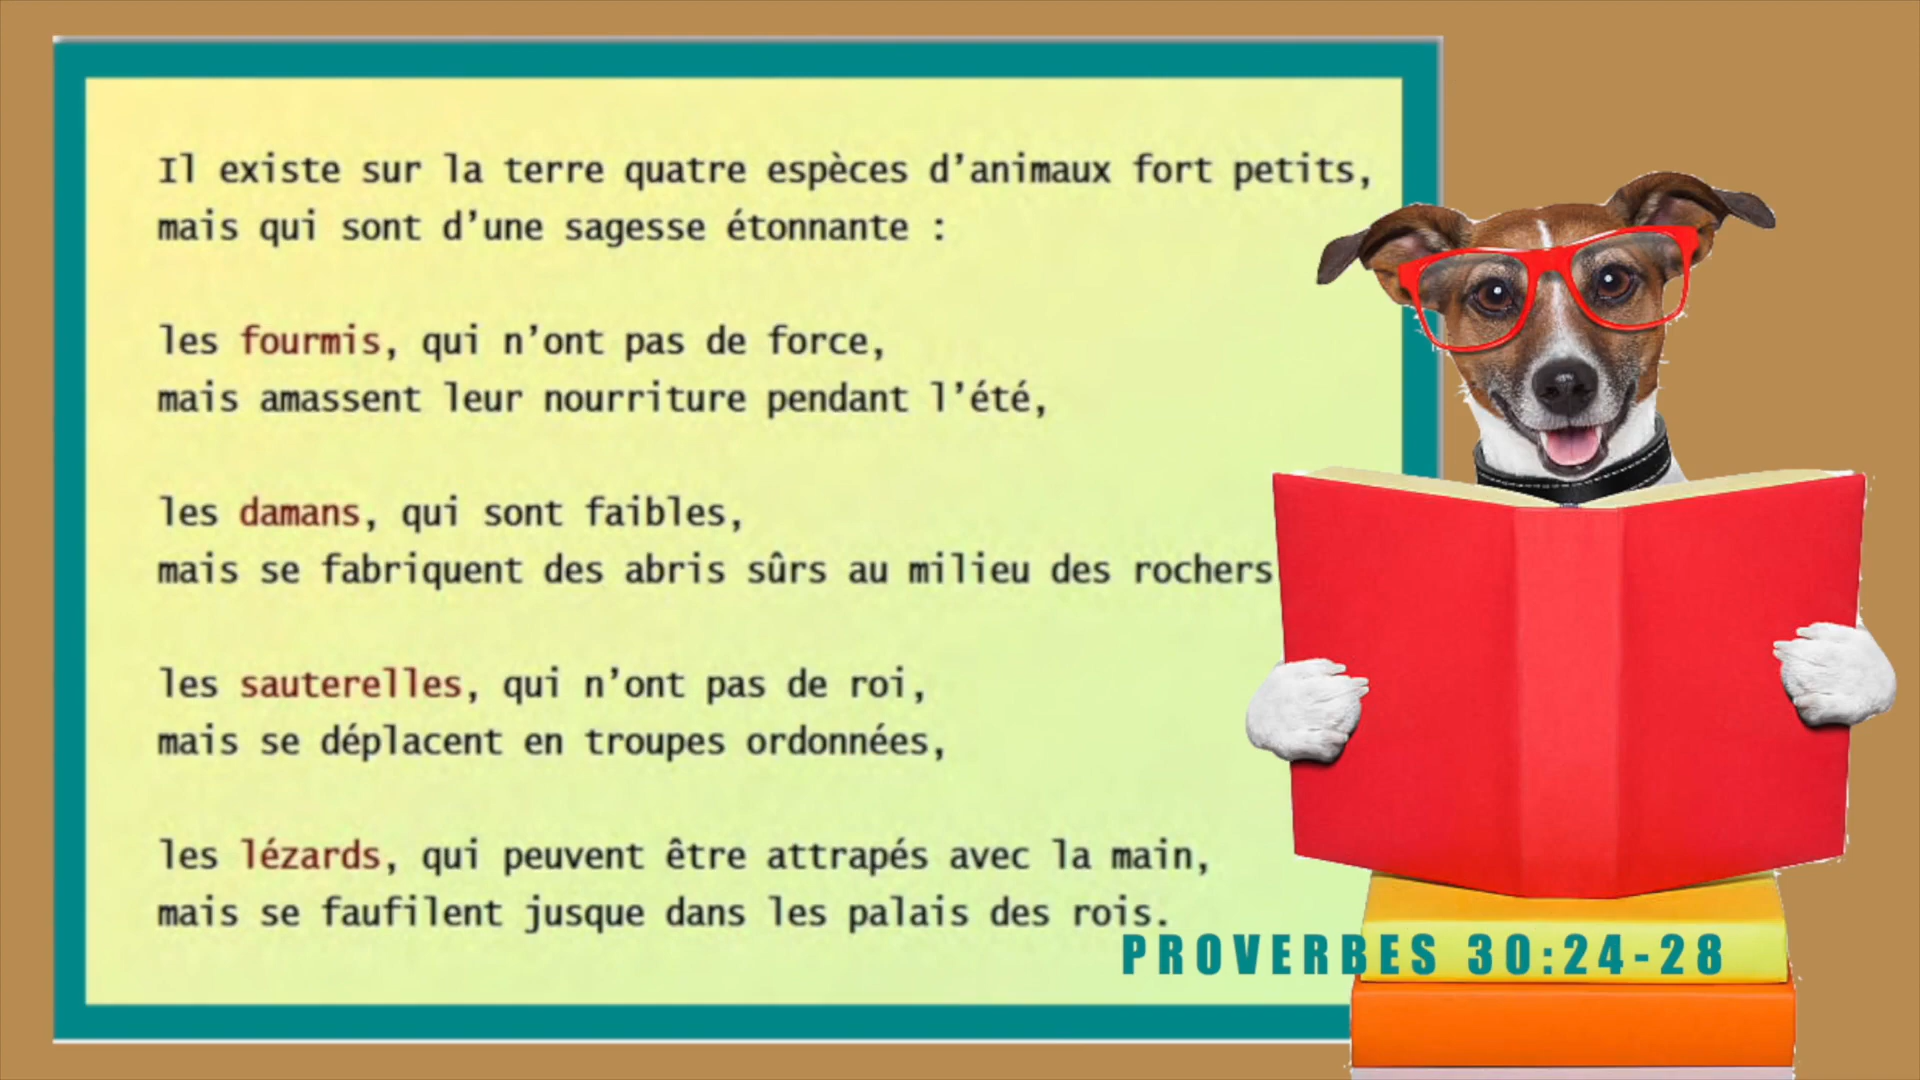 Il existe sur la terre quatre espèces d’animaux fort petits,
mais qui sont d’une sagesse étonnante :
les fourmis, qui n’ont pas de force,
mais amassent leur nourriture pendant l’été,
les damans, qui sont faibles,
mais se fabriquent des abris sûrs au milieu des rochers
les sauterelles, qui n’ont pas de roi,
mais se déplacent en troupes ordonnées,
les lézards, qui peuvent être attrapés avec la main,
mais se faufilent jusque dans les palais des rois.
PROVERBES 30:24-28